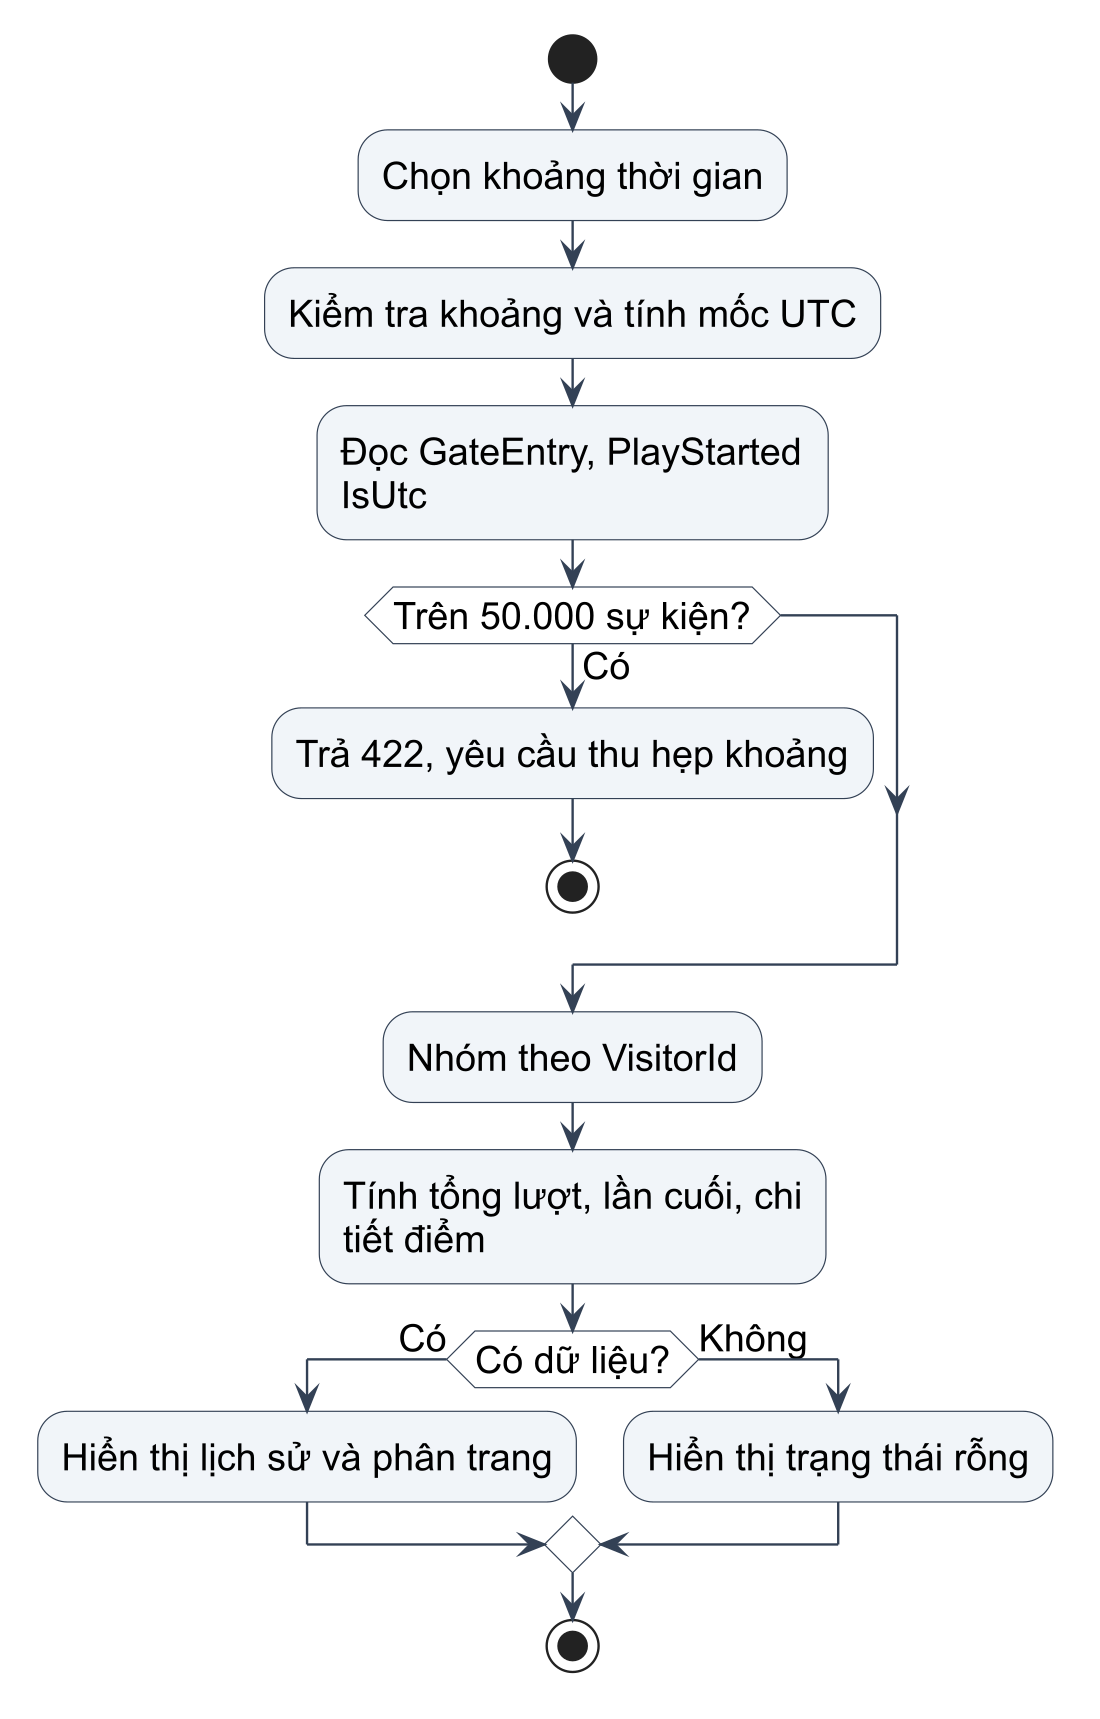 Chọn khoảng thời gian
Kiểm tra khoảng và tính mốc UTC
Đọc GateEntry, PlayStarted
IsUtc
Trên 50.000 sự kiện?
Có
Trả 422, yêu cầu thu hẹp khoảng
Nhóm theo VisitorId
Tính tổng lượt, lần cuối, chi
tiết điểm
Có
Có dữ liệu?
Không
Hiển thị lịch sử và phân trang
Hiển thị trạng thái rỗng